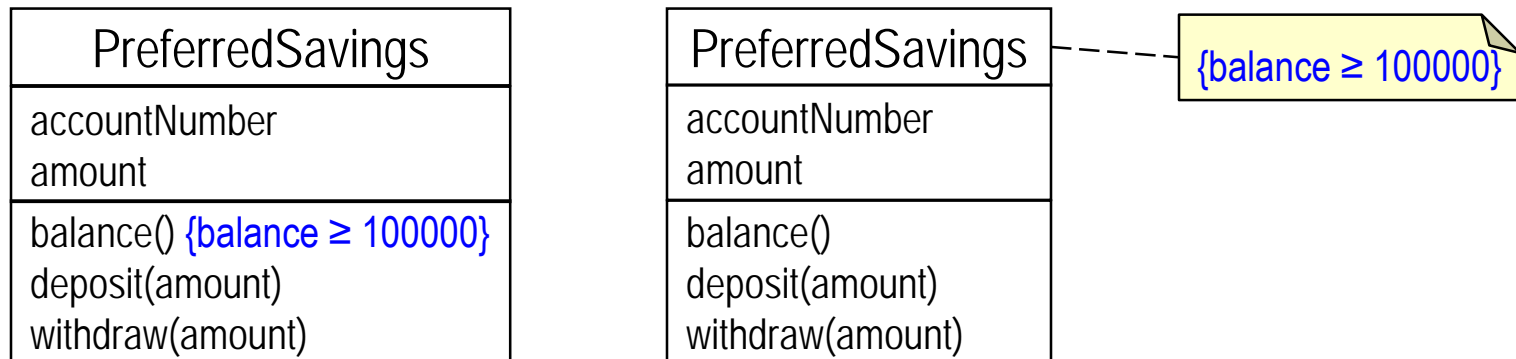 PreferredSavings
accountNumber
amount
balance() {balance ≥ 100000}
deposit(amount)
withdraw(amount)
PreferredSavings
accountNumber
amount
balance()
deposit(amount)
withdraw(amount)
{balance ≥ 100000}